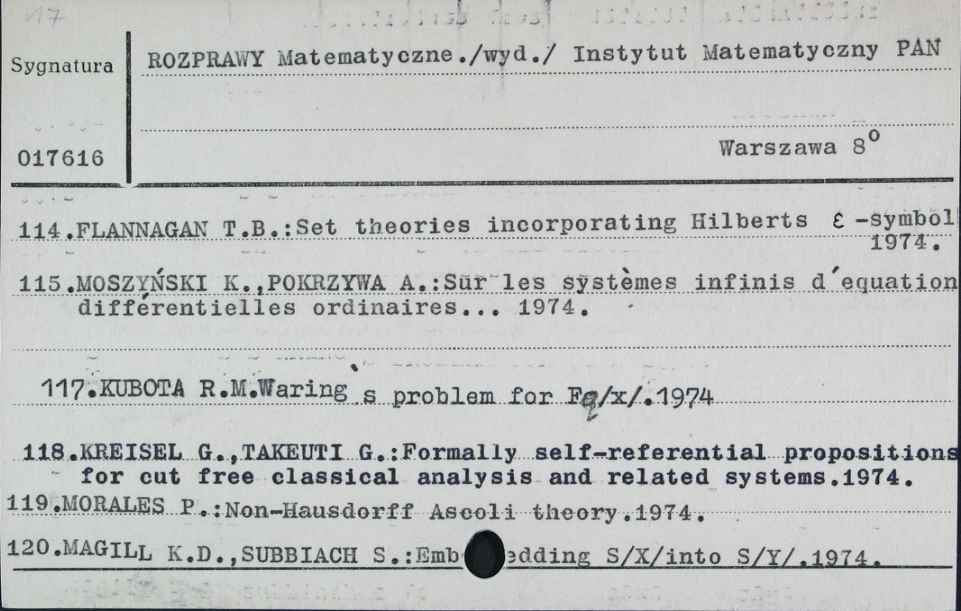 17
ROZPRAWY Matematyczne./wyd./ Instytut Matematyczny PAN
Sygnatura
Warszawa 8⁰
017616
114.FLANNAGAN T.B.:Set theories incorporating Hilberts ε -symbol
1974.
115.MOSZYŃSKI K.,POKRZYWA A.:Sur les systèmes infinis d'equation
différentielles ordinaires... 1974.
117.KUBOTA R.M.Waring`s problem for Fq/x/.1974
118.KREISEL G.,TAKEUTI G.:Formally self-referential propositions
for cut free classical analysis and related systems.1974.
119.MORALES P.:Non-Hausdorff Ascoli theory.1974.
120.MAGILL K.D.,SUBBIACH S.:Emb edding S/X/into S/Y/.1974.